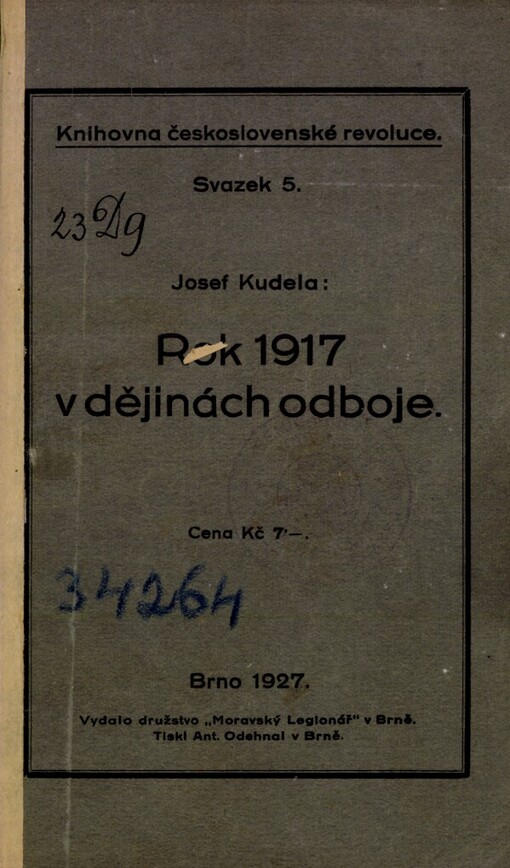 Knihovna československé revoluce.
Svazek 5.
23 Dg
Josef Kudela:
Rok 1917
v dějinách odboje.
Cena Kč 7·—.
34264
Brno 1927.
Vydalo družstvo „Moravský Legionář“ v Brně.
Tiskl Ant. Odehnal v Brně.